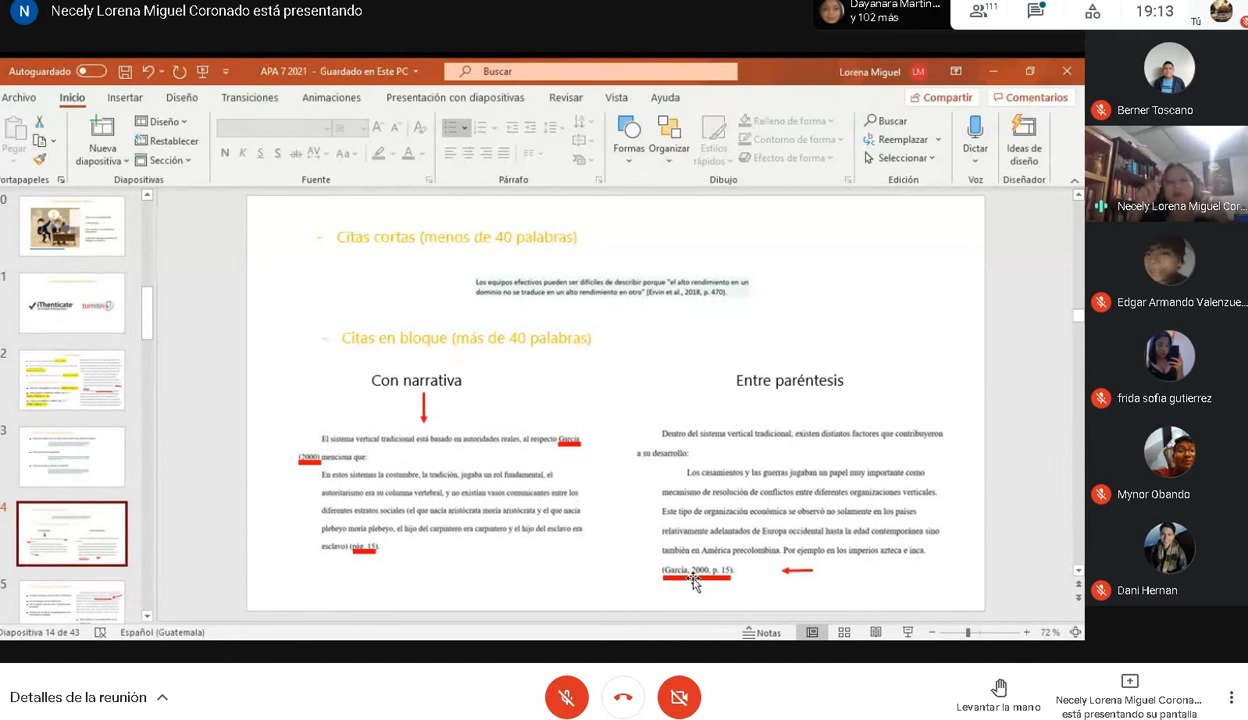 N Necely Lorena Miguel Coronado está presentando
Dayanara Martín...
y 102 más
111
19:13
Tú
Autoguardado
APA 7 2021 - Guardado en Este PC
Buscar
Lorena Miguel LM
Archivo Inicio Insertar Diseño Transiciones Animaciones Presentación con diapositivas Revisar Vista Ayuda
Compartir Comentarios
Pegar
Nueva
diapositiva
Diseño
Restablecer
Sección
N K S S ab AV Aa
Formas Organizar Estilos
rápidos
Relleno de forma
Contorno de forma
Efectos de forma
Buscar
Reemplazar
Seleccionar
Dictar
Ideas de
diseño
ortapapeles Diapositivas Fuente Párrafo Dibujo Edición Voz Diseñador
0
1
iThenticate turnitin
2
3
4
5
- Citas cortas (menos de 40 palabras)
Los equipos efectivos pueden ser difíciles de describir porque "el alto rendimiento en un
dominio no se traduce en un alto rendimiento en otro" (Ervin et al., 2018, p. 470).
- Citas en bloque (más de 40 palabras)
Con narrativa
El sistema vertical tradicional está basado en autoridades reales, al respecto García
(2000) menciona que:
En estos sistemas la costumbre, la tradición, jugaba un rol fundamental, el
autoritarismo era su columna vertebral, y no existían vasos comunicantes entre los
diferentes estratos sociales (el que nacía aristócrata moría aristócrata y el que nacía
plebeyo moría plebeyo, el hijo del carpintero era carpintero y el hijo del esclavo era
esclavo) (pág. 15).
Entre paréntesis
Dentro del sistema vertical tradicional, existen distintos factores que contribuyeron
a su desarrollo:
Los casamientos y las guerras jugaban un papel muy importante como
mecanismo de resolución de conflictos entre diferentes organizaciones verticales.
Este tipo de organización económica se observó no solamente en los países
relativamente adelantados de Europa occidental hasta la edad contemporánea sino
también en América precolombina. Por ejemplo en los imperios azteca e inca.
(García, 2000, p. 15).
Diapositiva 14 de 43 Español (Guatemala) Notas 72 %
Berner Toscano
Necely Lorena Miguel Cor...
Edgar Armando Valenzue...
frida sofia gutierrez
Mynor Obando
Dani Hernan
Detalles de la reunión
Levantar la mano
Necely Lorena Miguel Corona...
está presentando su pantalla